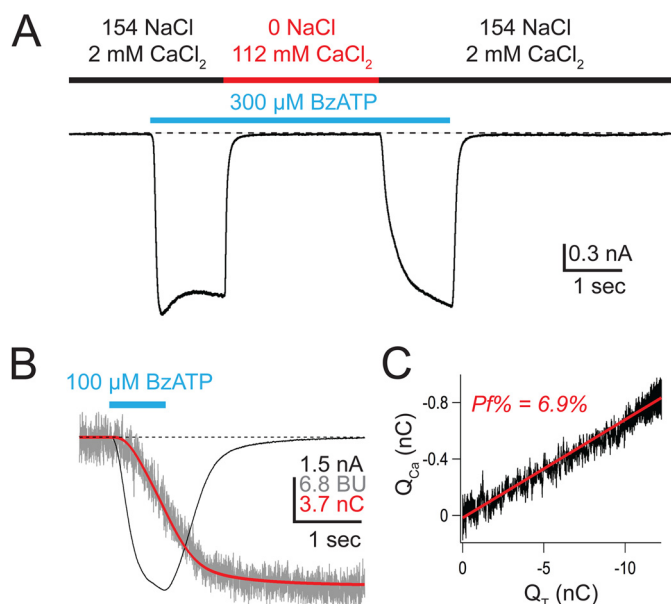 A
154 NaCl
2 mM CaCl2
0 NaCl
112 mM CaCl2
154 NaCl
2 mM CaCl2
300 µM BzATP
0.3 nA
1 sec
B
100 µM BzATP
1.5 nA
6.8 BU
3.7 nC
1 sec
C
Pf% = 6.9%
-0.8
-0.4
0
QCa (nC)
0
-5
-10
QT (nC)